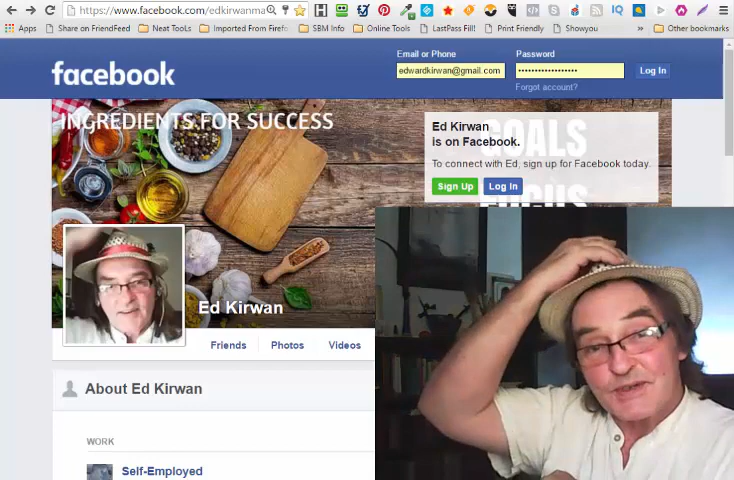 https://www.facebook.com/edkirwanma
Apps
Share on FriendFeed
Neat Tools
Imported From Firefo
SBM Info
Online Tools
LastPass Fill!
Print Friendly
Showyou
»
Other bookmarks
facebook
Email or Phone
Password
edwardkirwan@gmail.com
••••••••••••••••••
Log In
Forgot account?
INGREDIENTS FOR SUCCESS
GOALS
FOCUS
Ed Kirwan
is on Facebook.
To connect with Ed, sign up for Facebook today.
Sign Up
Log In
Ed Kirwan
Friends
Photos
Videos
About Ed Kirwan
WORK
Self-Employed